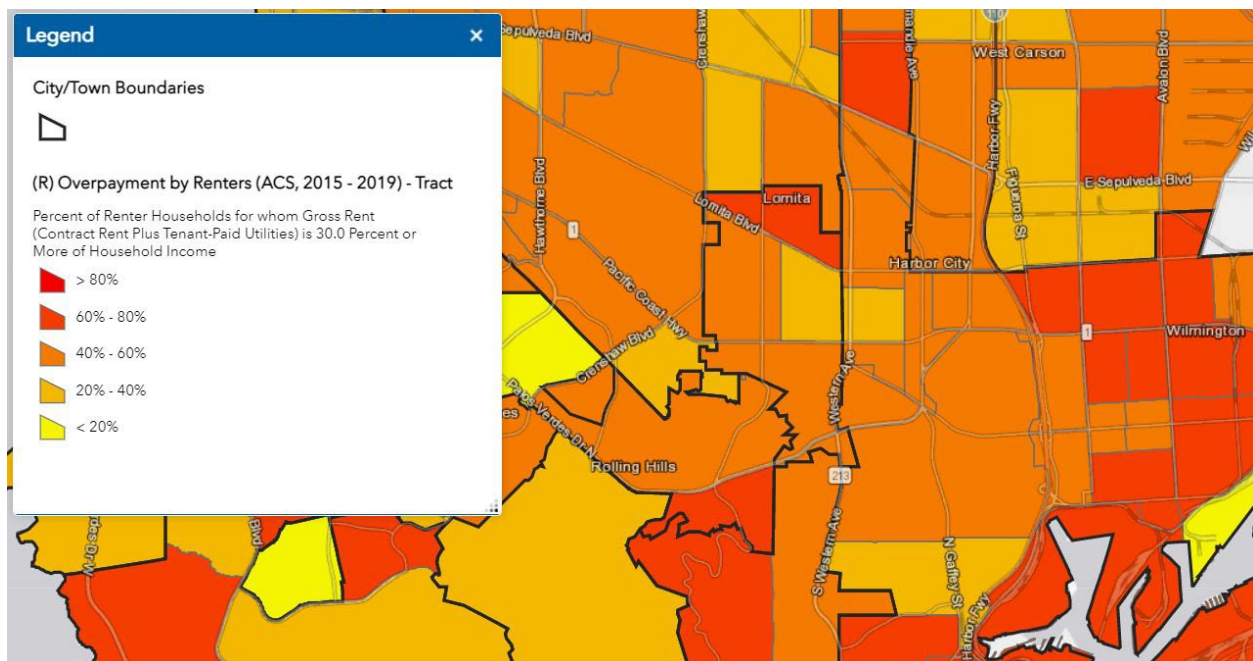 Legend
×
City/Town Boundaries
(R) Overpayment by Renters (ACS, 2015 - 2019) - Tract
Percent of Renter Households for whom Gross Rent
(Contract Rent Plus Tenant-Paid Utilities) is 30.0 Percent or
More of Household Income
> 80%
60% - 80%
40% - 60%
20% - 40%
< 20%
Sepulveda Blvd
Crenshaw
110
West Carson
Avalon Blvd
Harbor Fwy
Hawthorne Blvd
Lomita
E Sepulveda Blvd
Lomita Blvd
Figueroa St
1
Harbor City
Pacific Coast Hwy
1
Wilmington
Crenshaw Blvd
Palos Verdes Dr N
Western Ave
Rolling Hills
213
S Western Ave
N Gaffey St
Harbor Fwy
Blvd